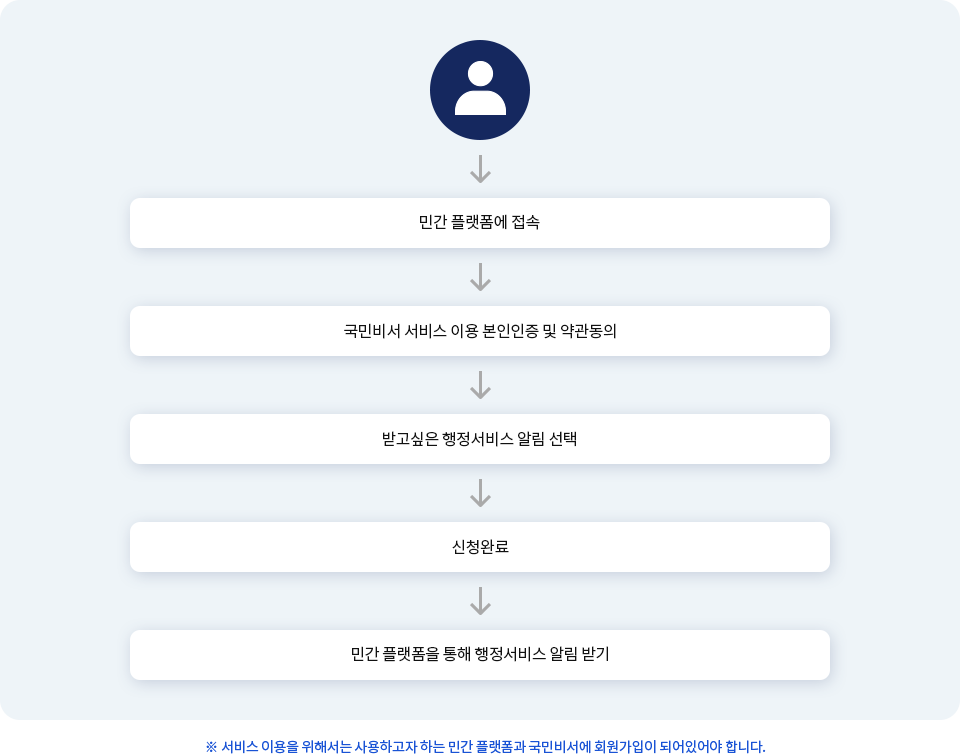 민간 플랫폼에 접속
국민비서 서비스 이용 본인인증 및 약관동의
받고싶은 행정서비스 알림 선택
신청완료
민간 플랫폼을 통해 행정서비스 알림 받기
※ 서비스 이용을 위해서는 사용하고자 하는 민간 플랫폼과 국민비서에 회원가입이 되어있어야 합니다.